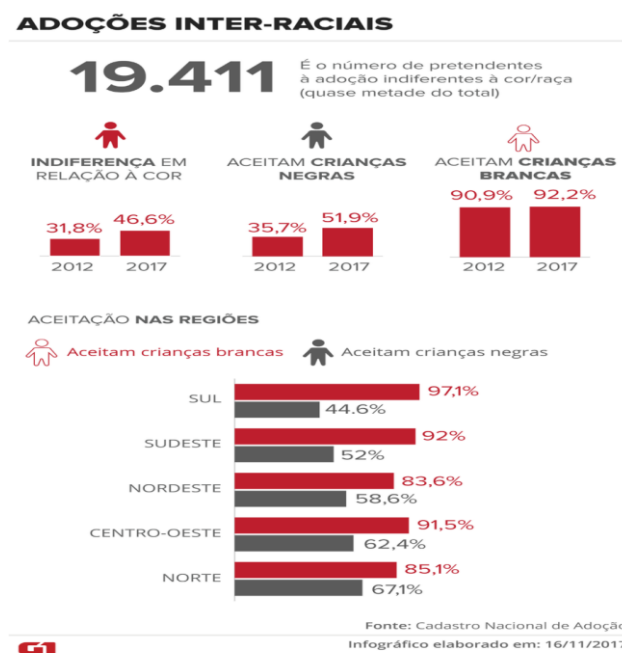 ADOÇÕES INTER-RACIAIS
19.411
É o número de pretendentes
à adoção indiferentes à cor/raça
(quase metade do total)
INDIFERENÇA EM
RELAÇÃO À COR
31,8% 46,6%
2012 2017
ACEITAM CRIANÇAS
NEGRAS
35,7% 51,9%
2012 2017
ACEITAM CRIANÇAS
BRANCAS
90,9% 92,2%
2012 2017
ACEITAÇÃO NAS REGIÕES
Aceitam crianças brancas Aceitam crianças negras
SUL 97,1%
44.6%
SUDESTE 92%
52%
NORDESTE 83,6%
58,6%
CENTRO-OESTE 91,5%
62,4%
NORTE 85,1%
67,1%
Fonte: Cadastro Nacional de Adoção
Infográfico elaborado em: 16/11/2017
G1